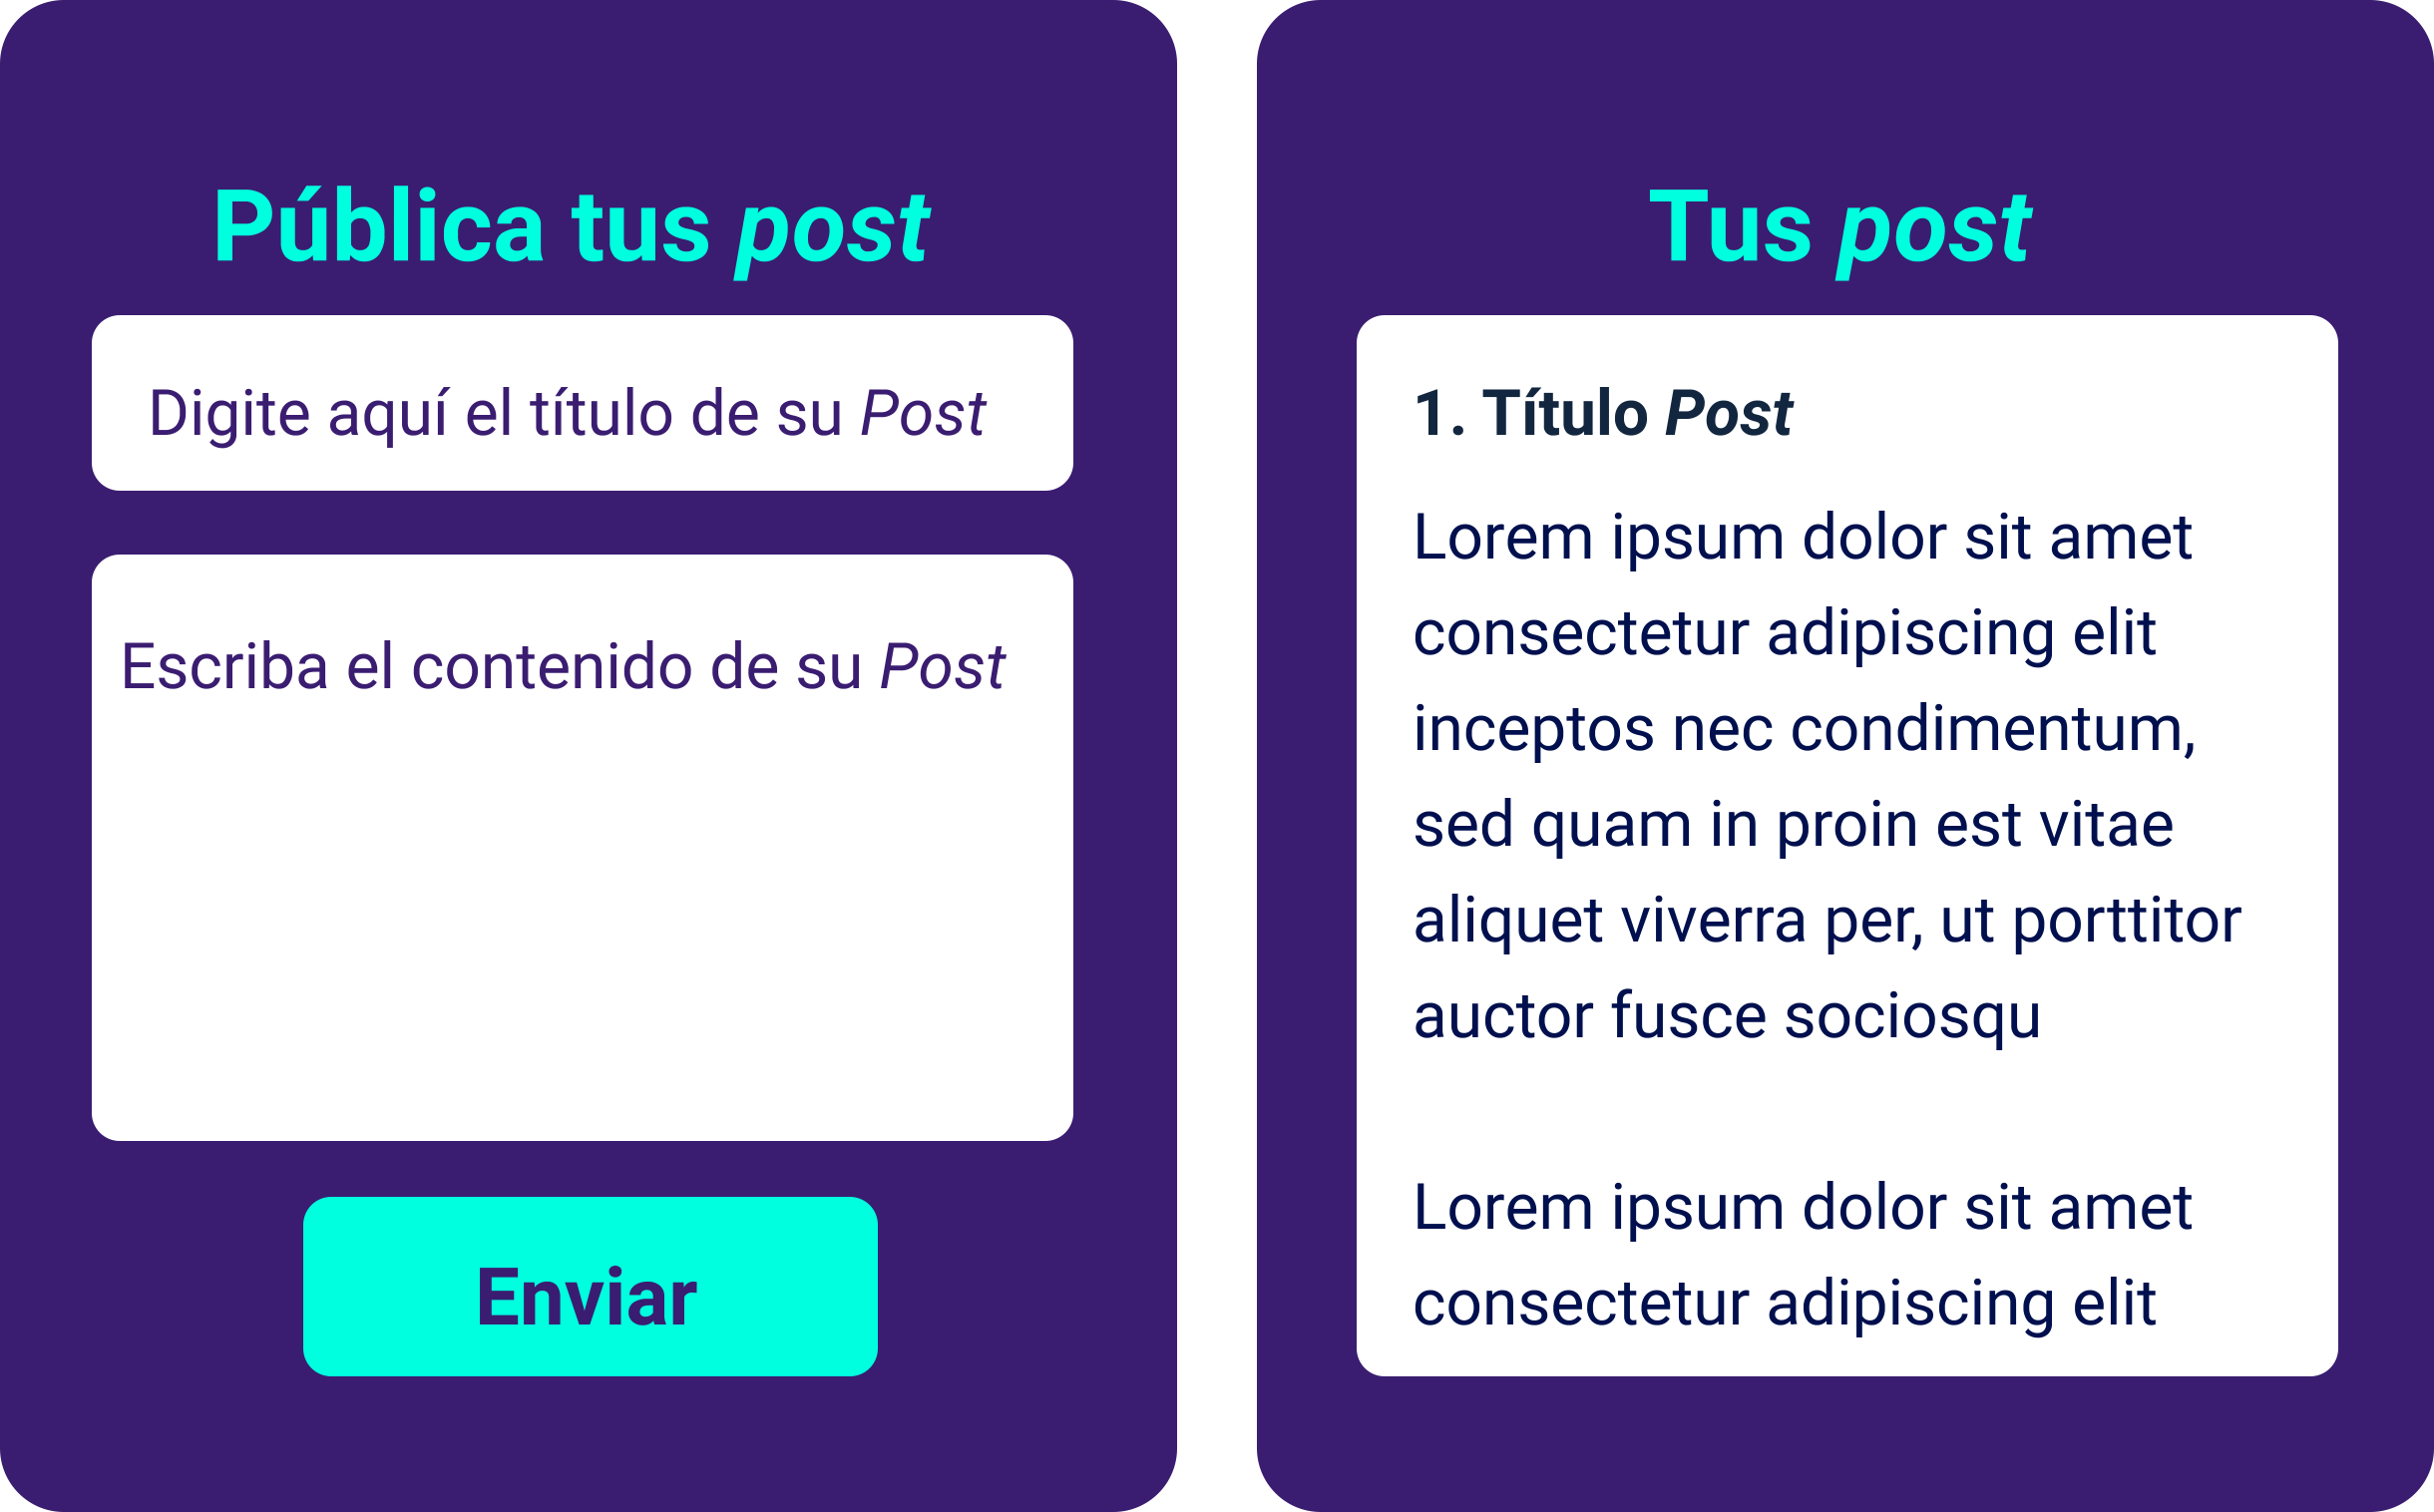 Pública tus post
Digite aquí el título de su Post
Escriba el contenido de su Post
Enviar
Tus post
1. Título Post
Lorem ipsum dolor sit amet
consectetur adipiscing elit
inceptos nec condimentum,
sed quam in proin est vitae
aliquet viverra per, ut porttitor
auctor fusce sociosqu
Lorem ipsum dolor sit amet
consectetur adipiscing elit